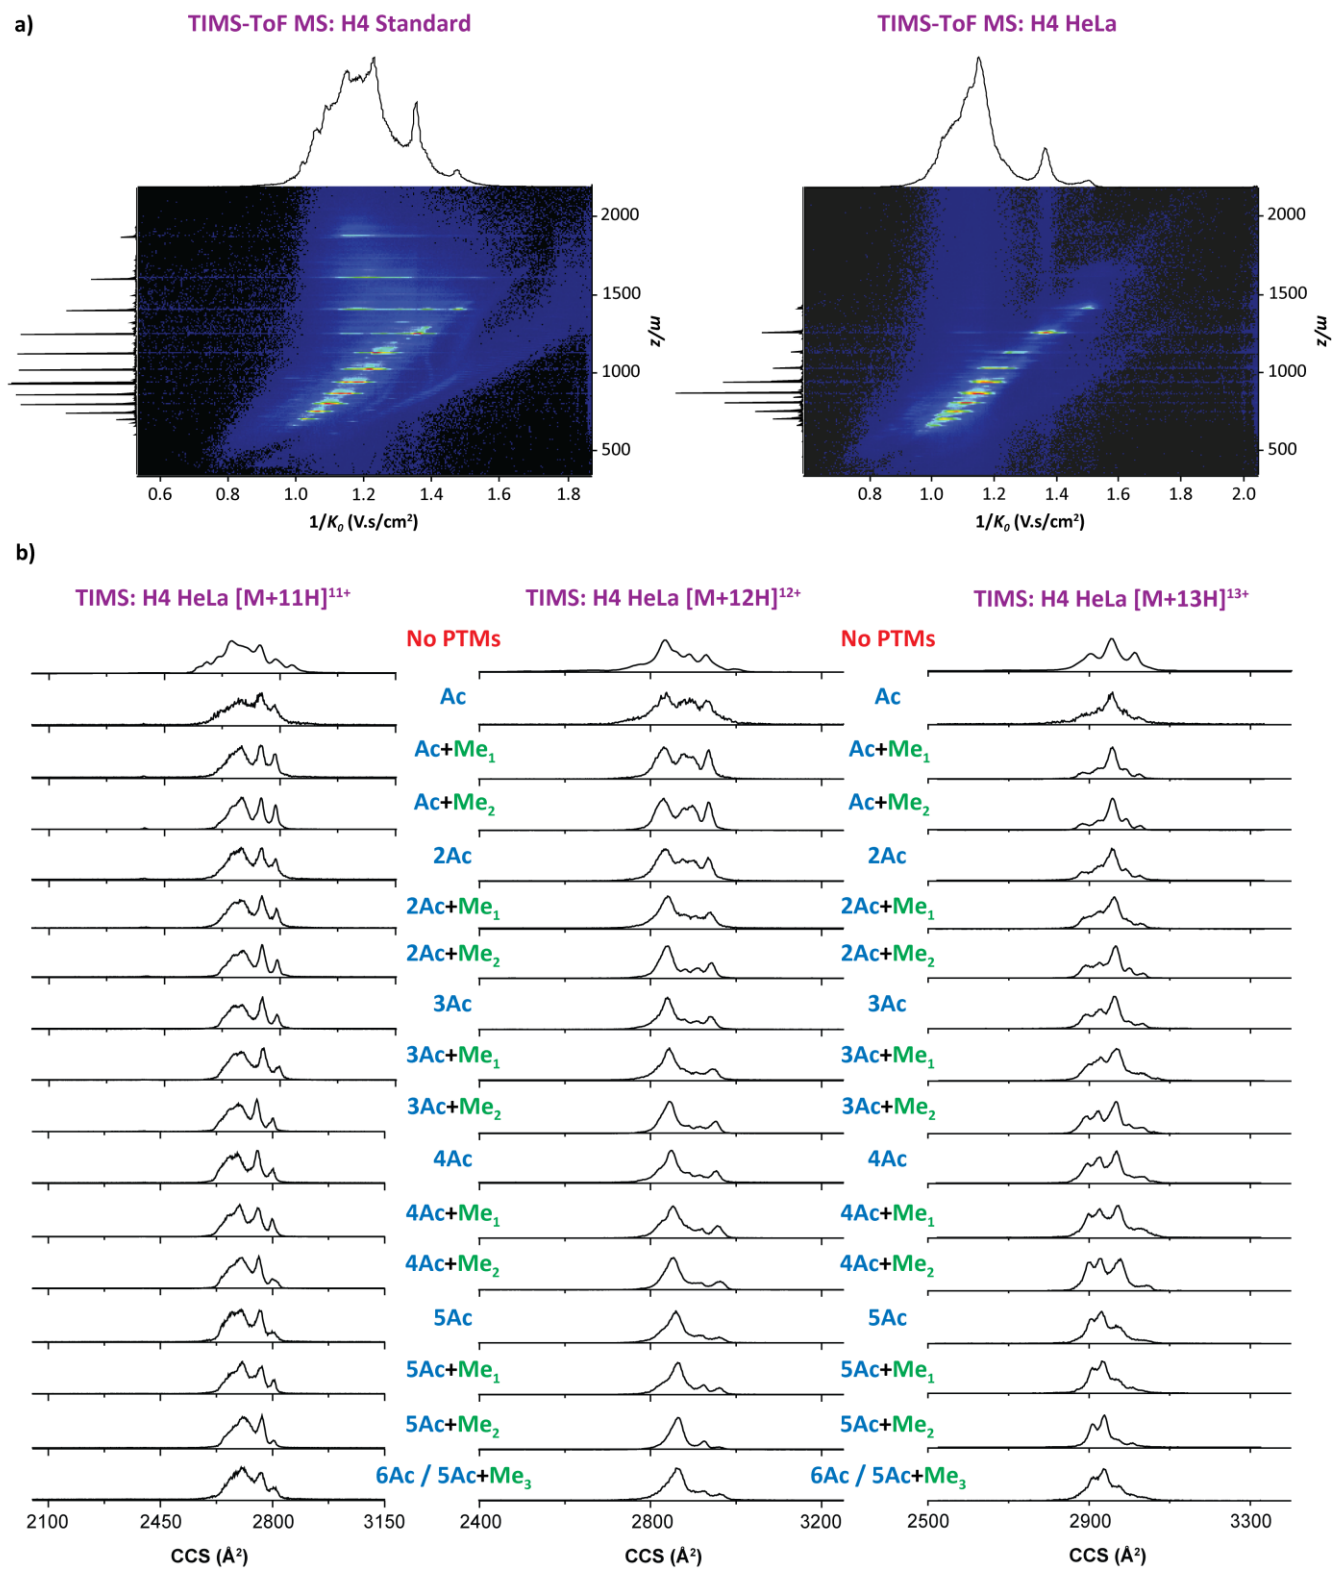 a)
TIMS-ToF MS: H4 Standard
TIMS-ToF MS: H4 HeLa
2000
1500
1000
500
m/z
0.6 0.8 1.0 1.2 1.4 1.6 1.8
1/K₀ (V.s/cm²)
2000
1500
1000
500
m/z
0.8 1.0 1.2 1.4 1.6 1.8 2.0
1/K₀ (V.s/cm²)
b)
TIMS: H4 HeLa [M+11H]¹¹⁺
TIMS: H4 HeLa [M+12H]¹²⁺
TIMS: H4 HeLa [M+13H]¹³⁺
No PTMs No PTMs
Ac Ac
Ac+Me₁ Ac+Me₁
Ac+Me₂ Ac+Me₂
2Ac 2Ac
2Ac+Me₁ 2Ac+Me₁
2Ac+Me₂ 2Ac+Me₂
3Ac 3Ac
3Ac+Me₁ 3Ac+Me₁
3Ac+Me₂ 3Ac+Me₂
4Ac 4Ac
4Ac+Me₁ 4Ac+Me₁
4Ac+Me₂ 4Ac+Me₂
5Ac 5Ac
5Ac+Me₁ 5Ac+Me₁
5Ac+Me₂ 5Ac+Me₂
6Ac / 5Ac+Me₃ 6Ac / 5Ac+Me₃
2100 2450 2800 3150 2400 2800 3200 2500 2900 3300
CCS (Å²) CCS (Å²) CCS (Å²)